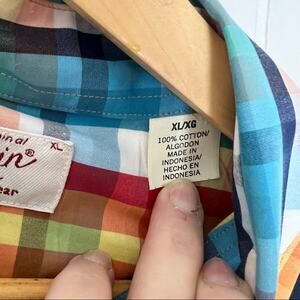 XL/XG
100% COTTON/
ALGODON
MADE IN
INDONESIA/
HECHO EN
INDONESIA
XL